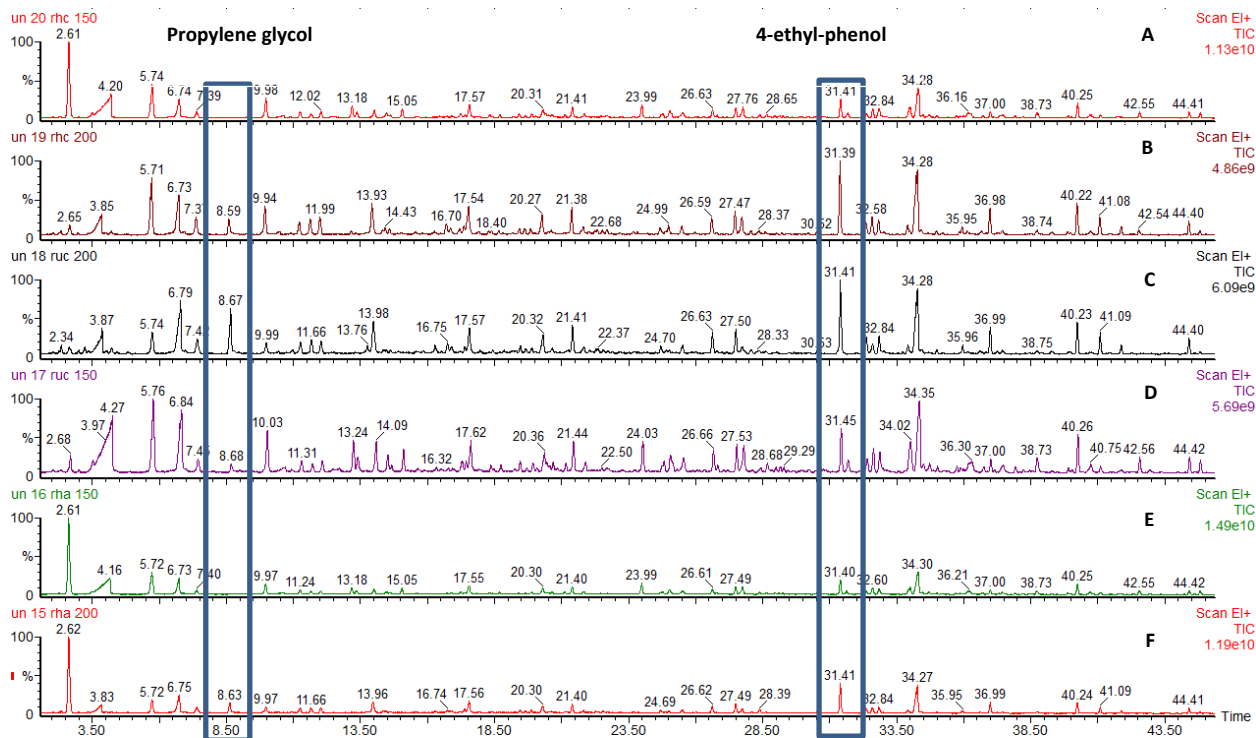 Propylene glycol
4-ethyl-phenol
un 20 rhc 150
A
Scan EI+
TIC
1.13e10
100
%
0
2.61 4.20 5.74 6.74 7.39 9.98 12.02 13.18 15.05 17.57 20.31 21.41 23.99 26.63 27.76 28.65 31.41 32.84 34.28 36.16 37.00 38.73 40.25 42.55 44.41
un 19 rhc 200
B
Scan EI+
TIC
4.86e9
100
%
0
2.65 3.85 5.71 6.73 8.59 9.94 11.99 13.93 14.43 16.70 17.54 18.40 20.27 21.38 22.68 24.99 26.59 27.47 28.37 31.39 32.58 34.28 35.95 36.98 38.74 40.22 41.08 42.54 44.40
un 18 ruc 200
C
Scan EI+
TIC
6.09e9
100
%
0
2.34 3.87 5.74 6.79 8.67 9.99 11.66 13.76 13.98 16.75 17.57 20.32 21.41 22.37 24.70 26.63 27.50 28.33 31.41 32.84 34.28 35.96 36.99 38.75 40.23 41.09 44.40
un 17 ruc 150
D
Scan EI+
TIC
5.69e9
100
%
0
2.68 3.97 4.27 5.76 6.84 8.68 10.03 11.31 13.24 14.09 16.32 17.62 20.36 21.44 22.50 24.03 26.66 27.53 28.68 29.29 31.45 34.02 34.35 36.30 37.00 38.73 40.26 40.75 42.56 44.42
un 16 rha 150
E
Scan EI+
TIC
1.49e10
100
%
0
2.61 4.16 5.72 6.73 7.40 9.97 11.24 13.18 15.05 17.55 20.30 21.40 23.99 26.61 27.49 31.40 32.60 34.30 36.21 37.00 38.73 40.25 42.55 44.42
un 15 rha 200
F
Scan EI+
TIC
1.19e10
100
%
0
2.62 3.83 5.72 6.75 8.63 9.97 11.66 13.96 16.74 17.56 20.30 21.40 24.69 26.62 27.49 28.39 31.41 32.84 34.27 35.95 36.99 40.24 41.09 44.41
Time
3.50 8.50 13.50 18.50 23.50 28.50 33.50 38.50 43.50